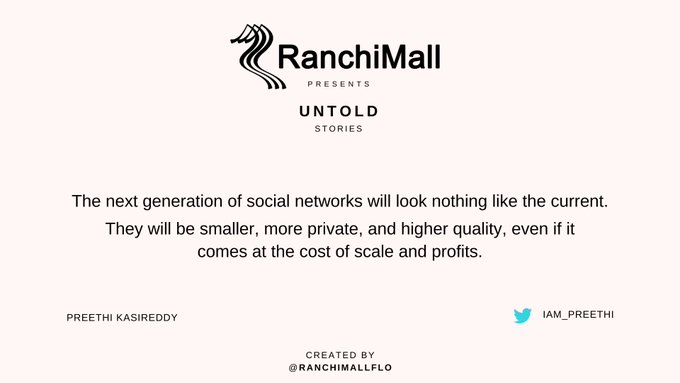 RanchiMall
PRESENTS
UNTOLD
STORIES
The next generation of social networks will look nothing like the current.
They will be smaller, more private, and higher quality, even if it
comes at the cost of scale and profits.
PREETHI KASIREDDY
IAM_PREETHI
CREATED BY
@RANCHIMALLFLO